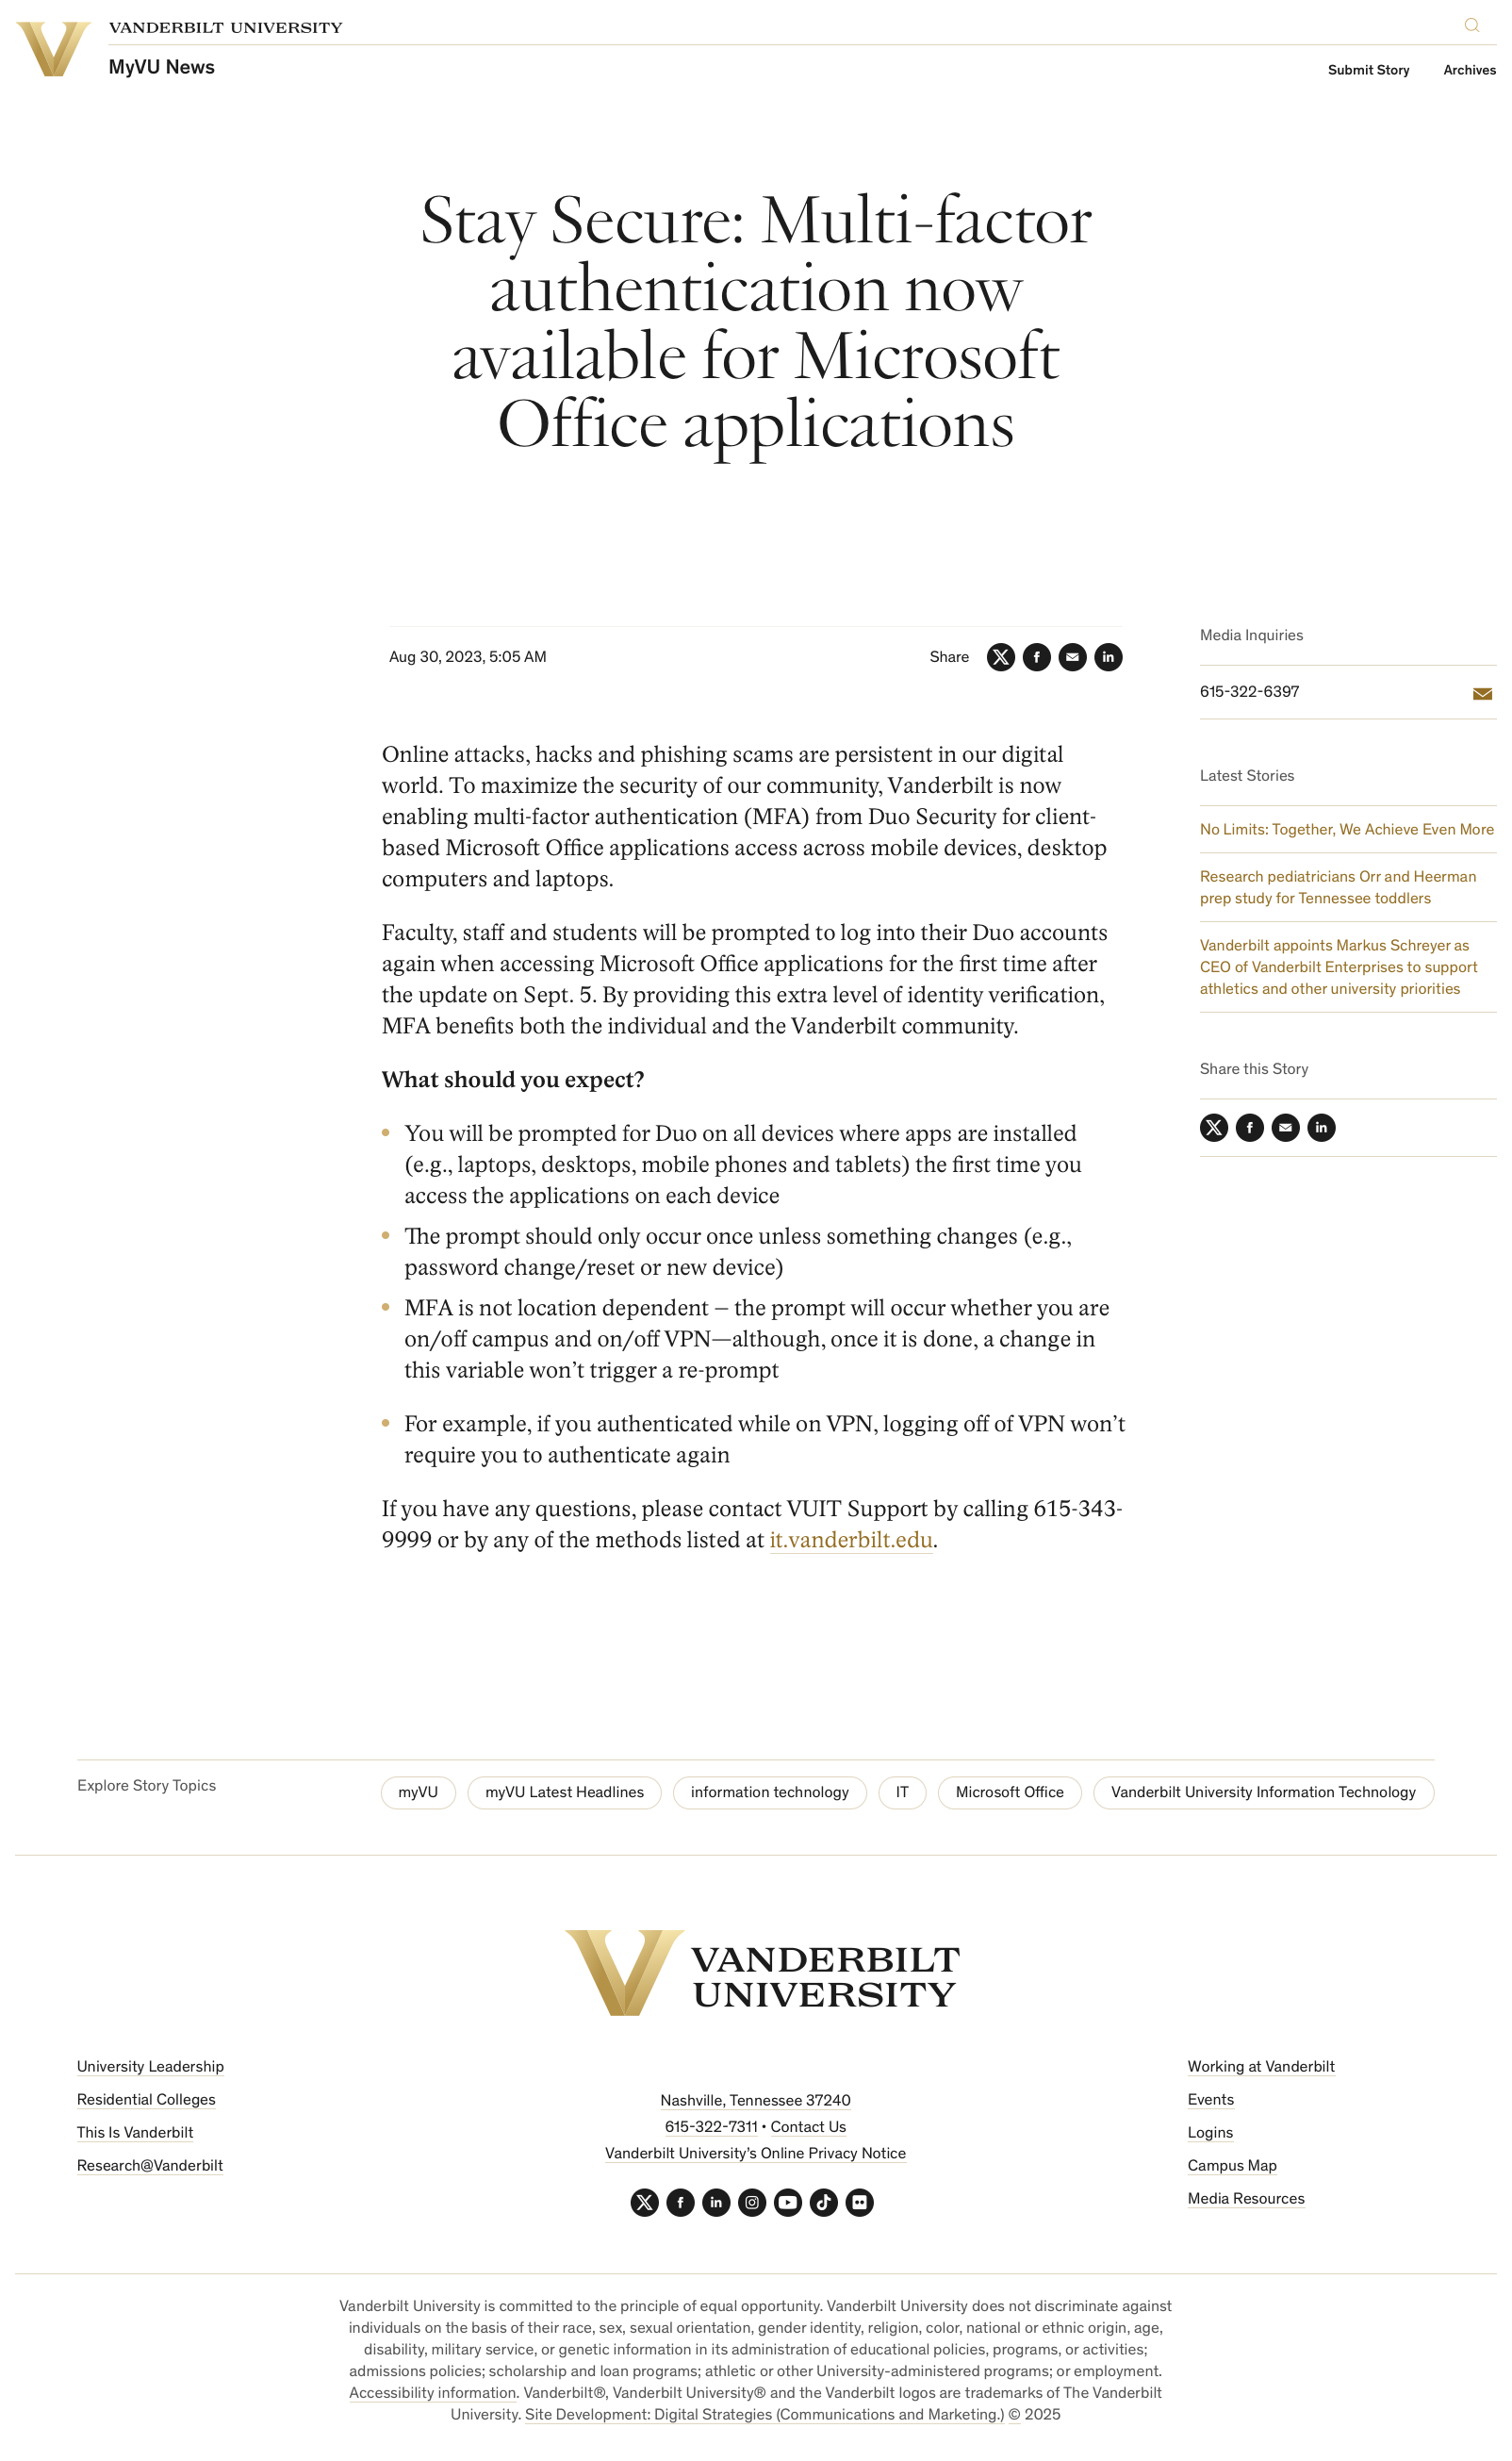 VANDERBILT UNIVERSITY
MyVU News
Submit Story
Archives
Stay Secure: Multi-factor
authentication now
available for Microsoft
Office applications
Aug 30, 2023, 5:05 AM
Share
Online attacks, hacks and phishing scams are persistent in our digital
world. To maximize the security of our community, Vanderbilt is now
enabling multi-factor authentication (MFA) from Duo Security for client-
based Microsoft Office applications access across mobile devices, desktop
computers and laptops.
Faculty, staff and students will be prompted to log into their Duo accounts
again when accessing Microsoft Office applications for the first time after
the update on Sept. 5. By providing this extra level of identity verification,
MFA benefits both the individual and the Vanderbilt community.
What should you expect?
You will be prompted for Duo on all devices where apps are installed
(e.g., laptops, desktops, mobile phones and tablets) the first time you
access the applications on each device
The prompt should only occur once unless something changes (e.g.,
password change/reset or new device)
MFA is not location dependent – the prompt will occur whether you are
on/off campus and on/off VPN—although, once it is done, a change in
this variable won’t trigger a re-prompt
For example, if you authenticated while on VPN, logging off of VPN won’t
require you to authenticate again
If you have any questions, please contact VUIT Support by calling 615-343-
9999 or by any of the methods listed at it.vanderbilt.edu.
Media Inquiries
615-322-6397
Latest Stories
No Limits: Together, We Achieve Even More
Research pediatricians Orr and Heerman
prep study for Tennessee toddlers
Vanderbilt appoints Markus Schreyer as
CEO of Vanderbilt Enterprises to support
athletics and other university priorities
Share this Story
Explore Story Topics
myVU
myVU Latest Headlines
information technology
IT
Microsoft Office
Vanderbilt University Information Technology
VANDERBILT
UNIVERSITY
University Leadership
Residential Colleges
This Is Vanderbilt
Research@Vanderbilt
Nashville, Tennessee 37240
615-322-7311 • Contact Us
Vanderbilt University’s Online Privacy Notice
Working at Vanderbilt
Events
Logins
Campus Map
Media Resources
Vanderbilt University is committed to the principle of equal opportunity. Vanderbilt University does not discriminate against
individuals on the basis of their race, sex, sexual orientation, gender identity, religion, color, national or ethnic origin, age,
disability, military service, or genetic information in its administration of educational policies, programs, or activities;
admissions policies; scholarship and loan programs; athletic or other University-administered programs; or employment.
Accessibility information. Vanderbilt®, Vanderbilt University® and the Vanderbilt logos are trademarks of The Vanderbilt
University. Site Development: Digital Strategies (Communications and Marketing.) © 2025